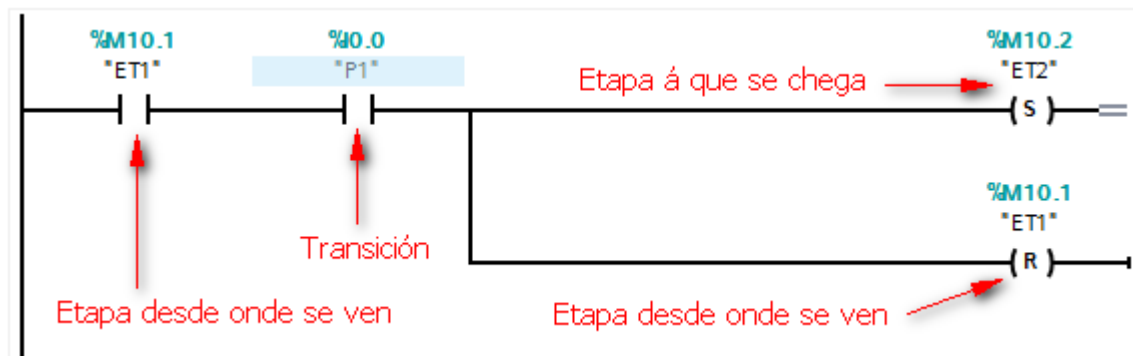 %M10.1 %I0.0 %M10.2
"ET1" "P1" "ET2"
Etapa á que se chega
S
%M10.1
"ET1"
Transición
R
Etapa desde onde se ven
Etapa desde onde se ven